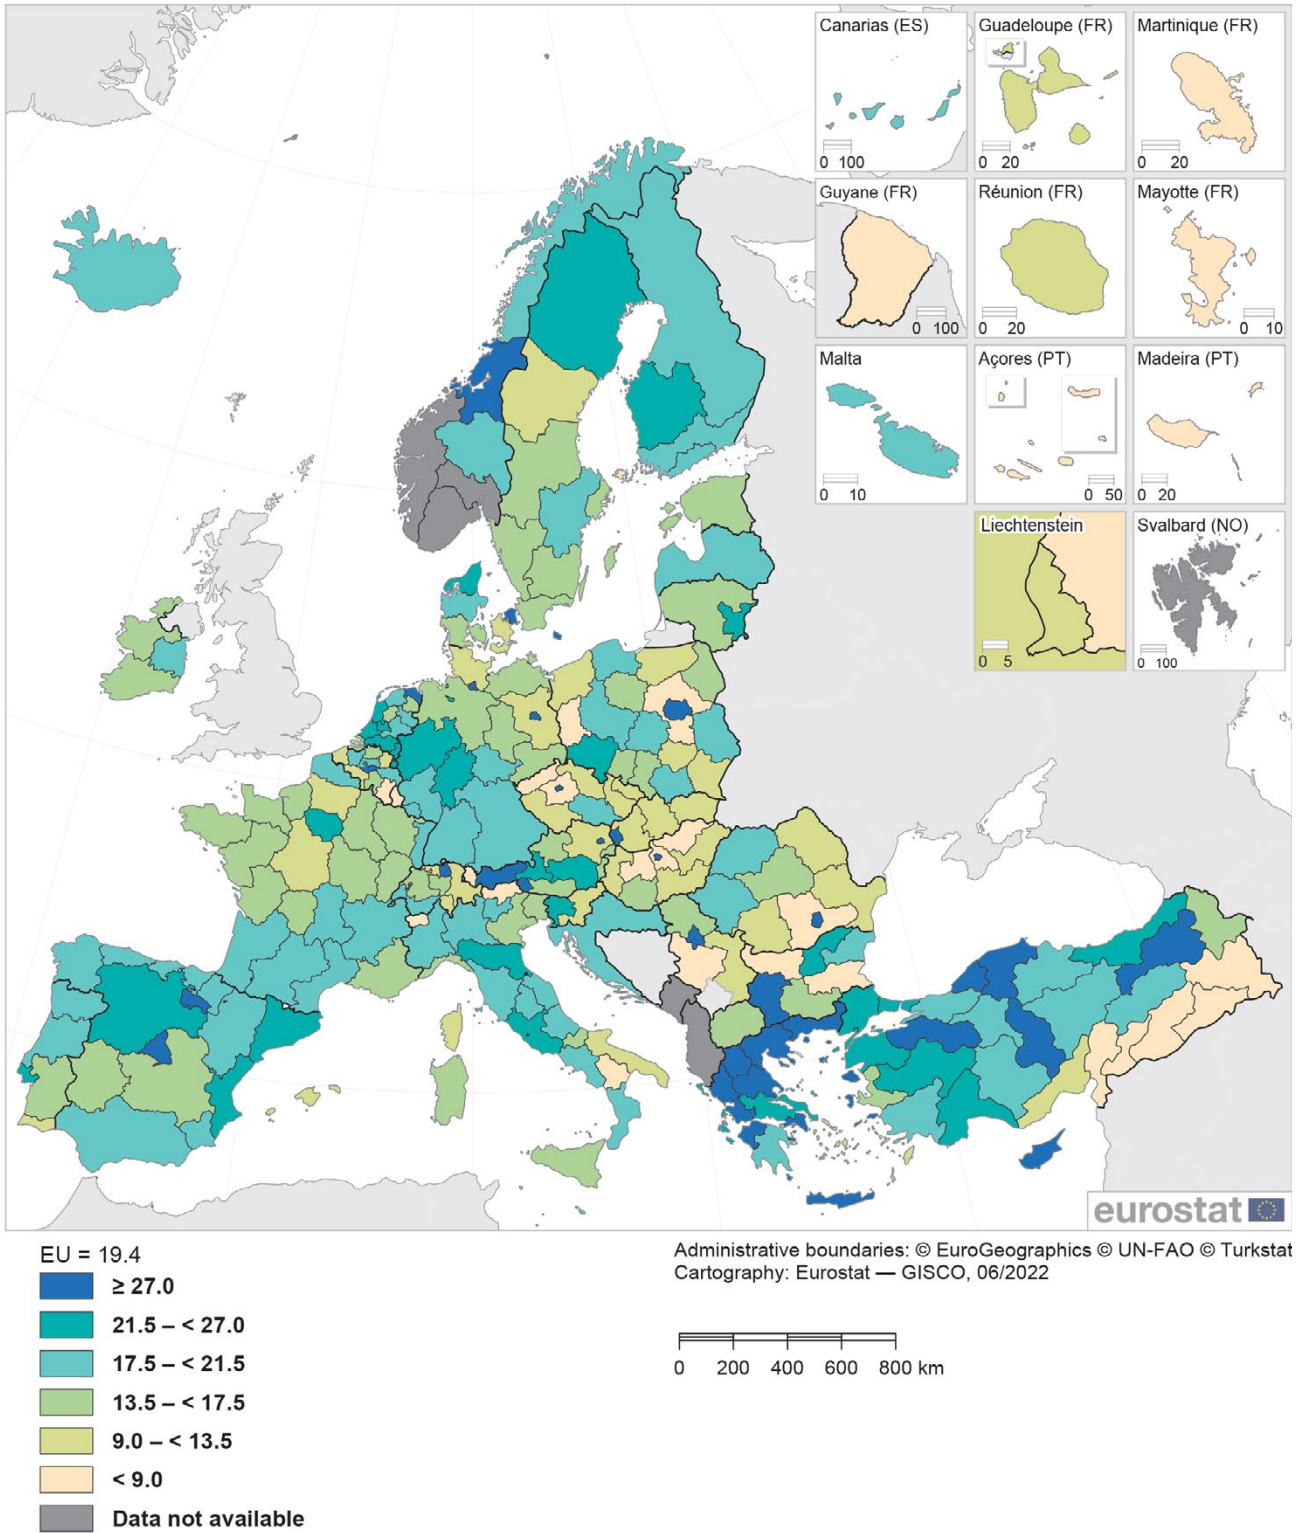 Canarias (ES)
0 100
Guadeloupe (FR)
0 20
Martinique (FR)
0 20
Guyane (FR)
0 100
Réunion (FR)
0 20
Mayotte (FR)
0 10
Malta
0 10
Açores (PT)
0 50
Madeira (PT)
0 20
Liechtenstein
0 5
Svalbard (NO)
0 100
eurostat
EU = 19.4
≥ 27.0
21.5 – < 27.0
17.5 – < 21.5
13.5 – < 17.5
9.0 – < 13.5
< 9.0
Data not available
Administrative boundaries: © EuroGeographics © UN-FAO © Turkstat
Cartography: Eurostat — GISCO, 06/2022
0 200 400 600 800 km